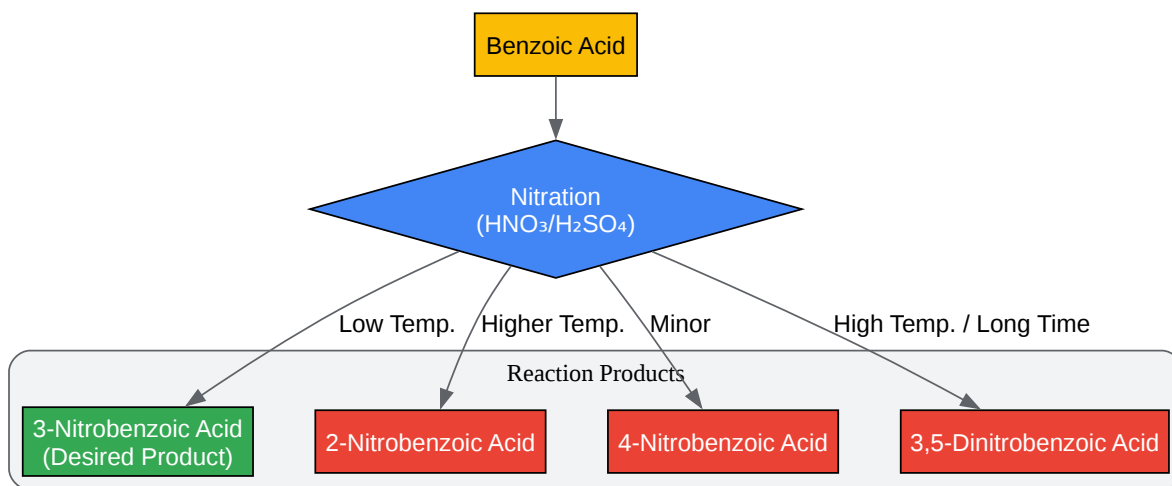 Benzoic Acid
Nitration
(HNO₃/H₂SO₄)
Low Temp.
Higher Temp.
Minor
High Temp. / Long Time
Reaction Products
3-Nitrobenzoic Acid
(Desired Product)
2-Nitrobenzoic Acid
4-Nitrobenzoic Acid
3,5-Dinitrobenzoic Acid